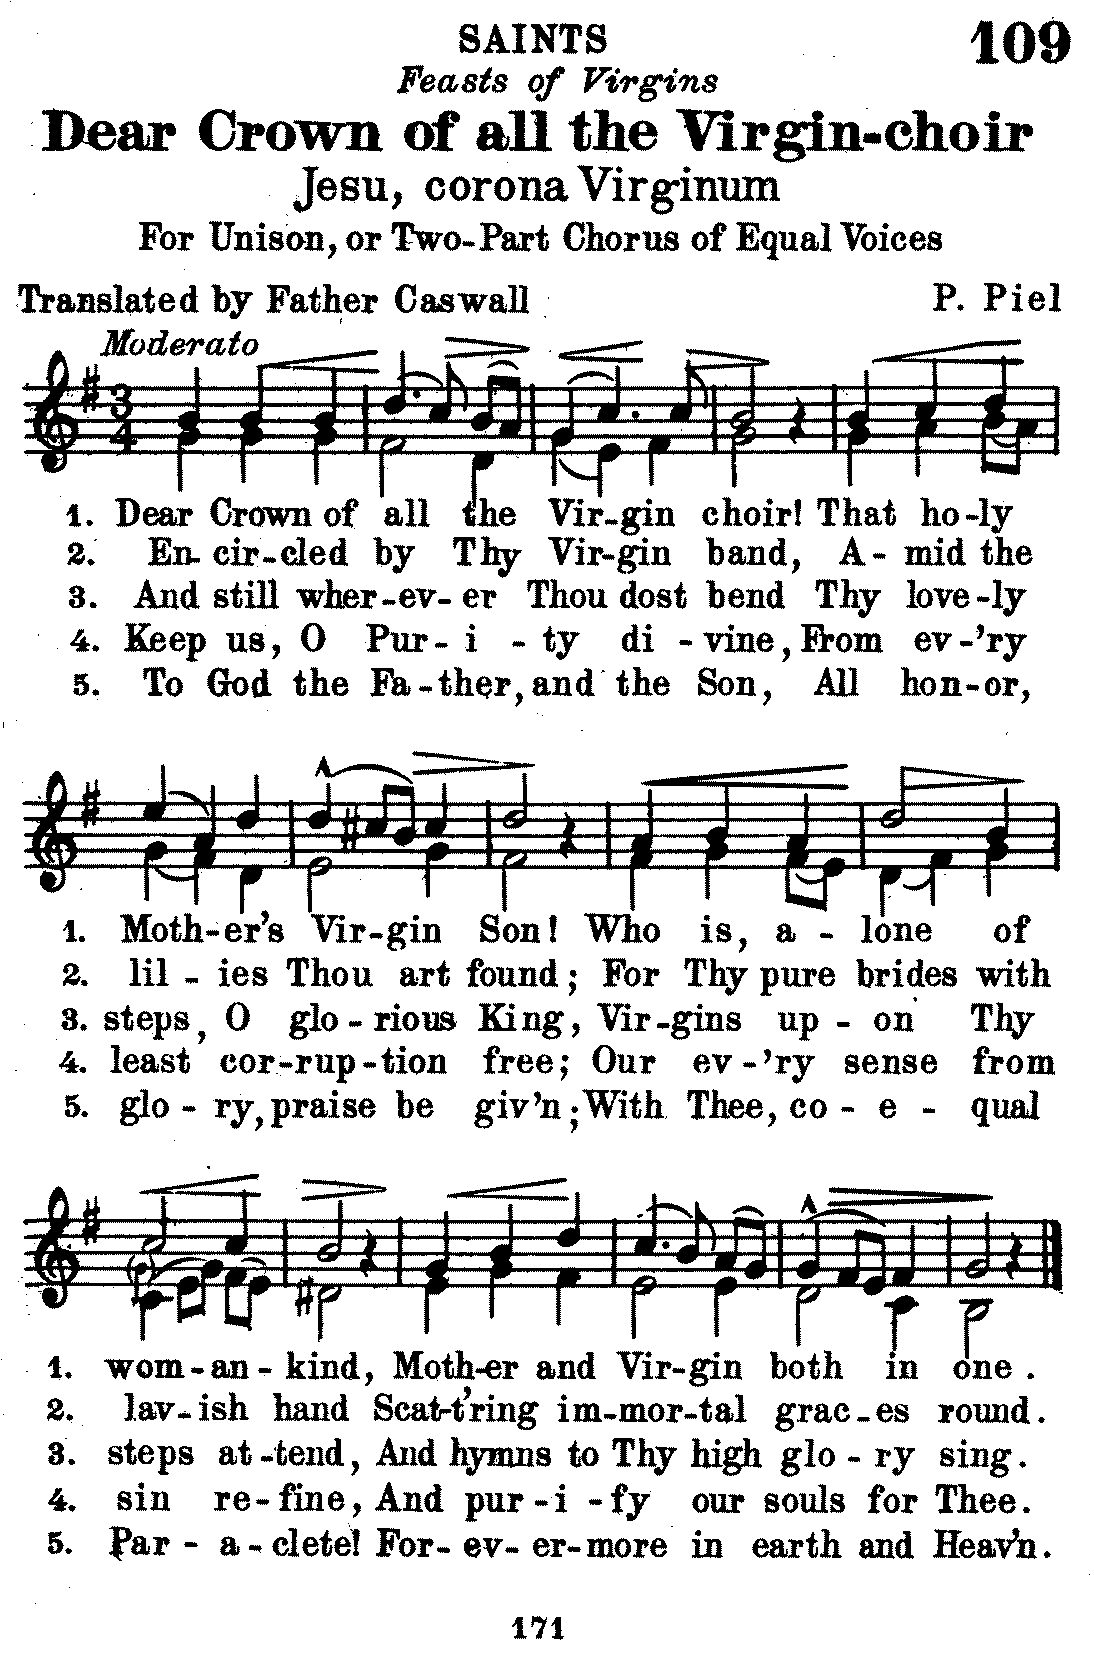 SAINTS
109
Feasts of Virgins
Dear Crown of all the Virgin-choir
Jesu, corona Virginum
For Unison, or Two-Part Chorus of Equal Voices
Translated by Father Caswall
P. Piel
Moderato
3
4
1. Dear Crown of all the Vir-gin choir! That ho-ly
2. En-cir-cled by Thy Vir-gin band, A-mid the
3. And still wher-ev-er Thou dost bend Thy love-ly
4. Keep us, O Pur-i-ty di-vine, From ev-'ry
5. To God the Fa-ther, and the Son, All hon-or,
1. Moth-er's Vir-gin Son! Who is, a-lone of
2. lil-ies Thou art found; For Thy pure brides with
3. steps, O glo-rious King, Vir-gins up-on Thy
4. least cor-rup-tion free; Our ev-'ry sense from
5. glo-ry, praise be giv'n; With Thee, co-e-qual
1. wom-an-kind, Moth-er and Vir-gin both in one.
2. lav-ish hand Scat-t'ring im-mor-tal grac-es round.
3. steps at-tend, And hymns to Thy high glo-ry sing.
4. sin re-fine, And pur-i-fy our souls for Thee.
5. Par-a-clete! For-ev-er-more in earth and Heav'n.
171